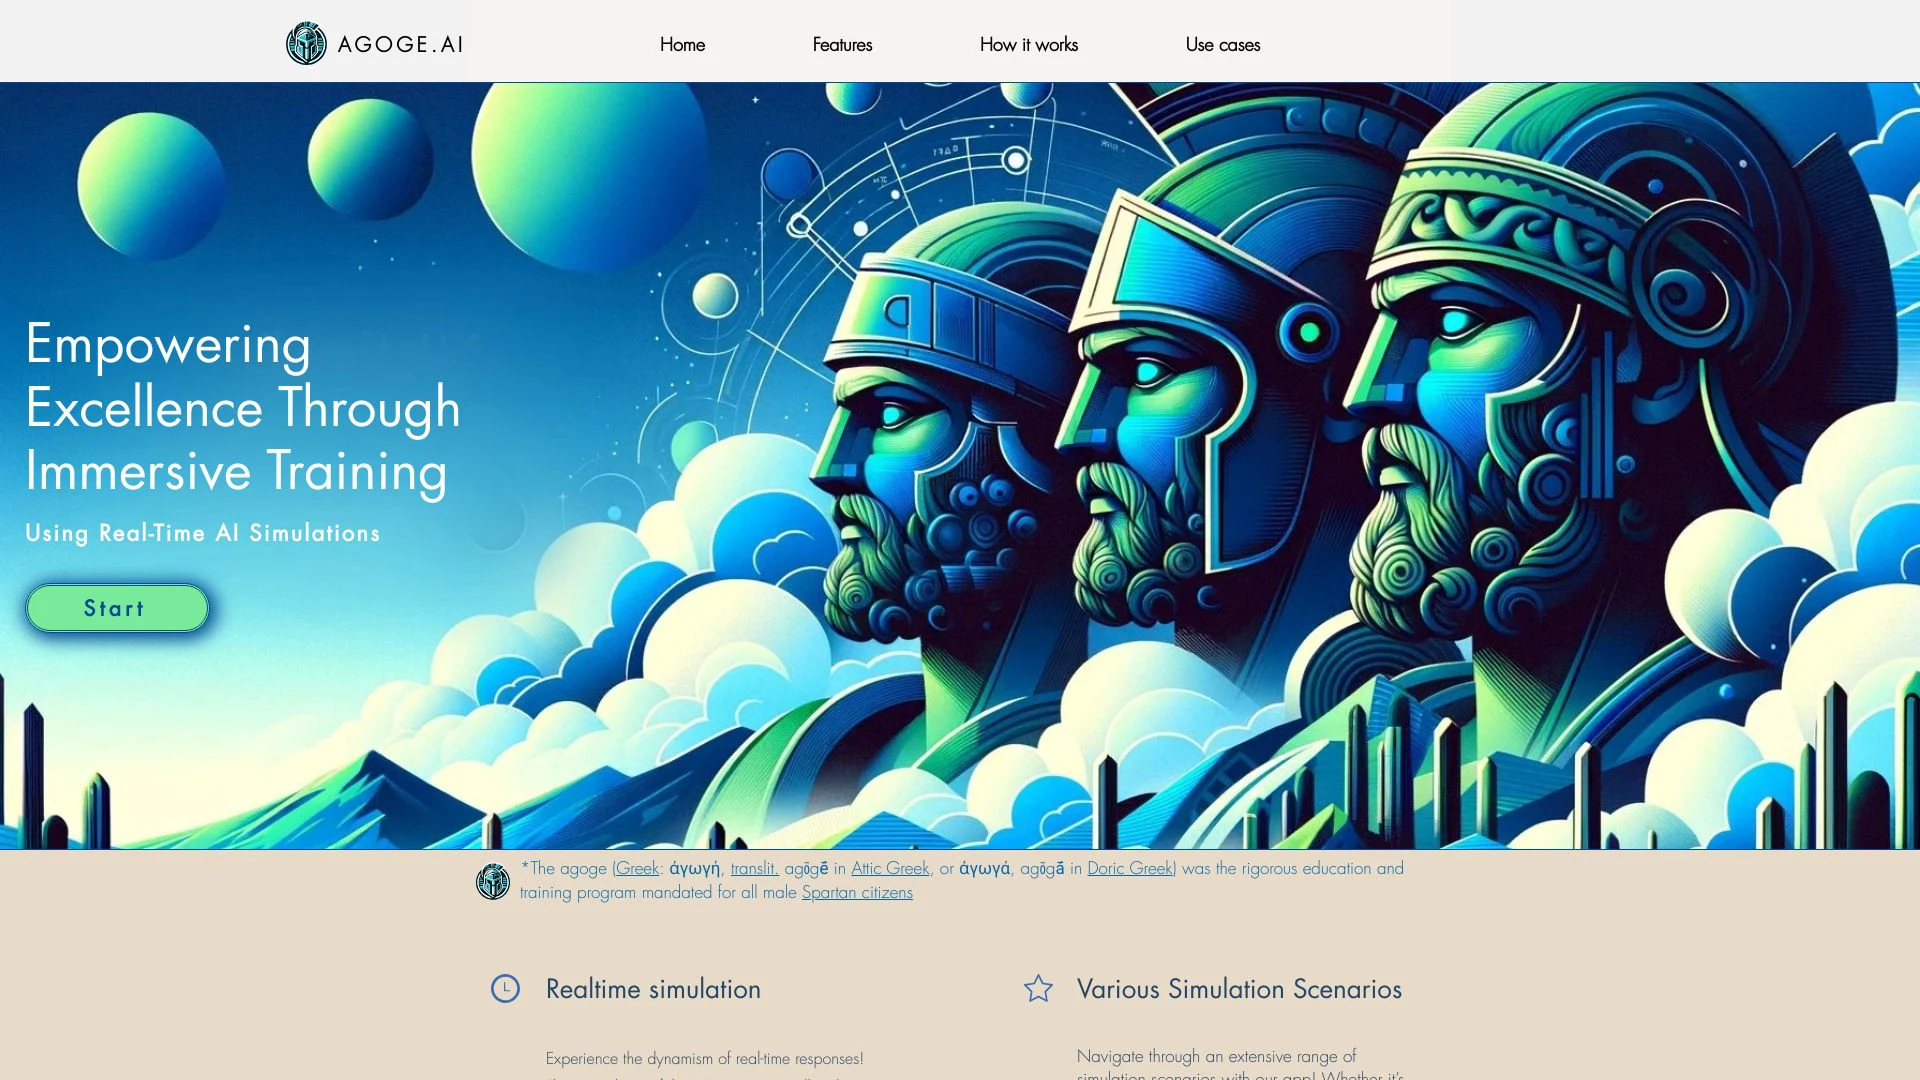 AGOGE.AI
Home
Features
How it works
Use cases
Empowering
Excellence Through
Immersive Training
Using Real-Time AI Simulations
Start
*The agoge (Greek: ἀγωγή, translit. agōgḗ in Attic Greek, or ἀγωγά, agōgā́ in Doric Greek) was the rigorous education and
training program mandated for all male Spartan citizens
Realtime simulation
Various Simulation Scenarios
Experience the dynamism of real-time responses!
Navigate through an extensive range of
simulation scenarios with our app! Whether it's